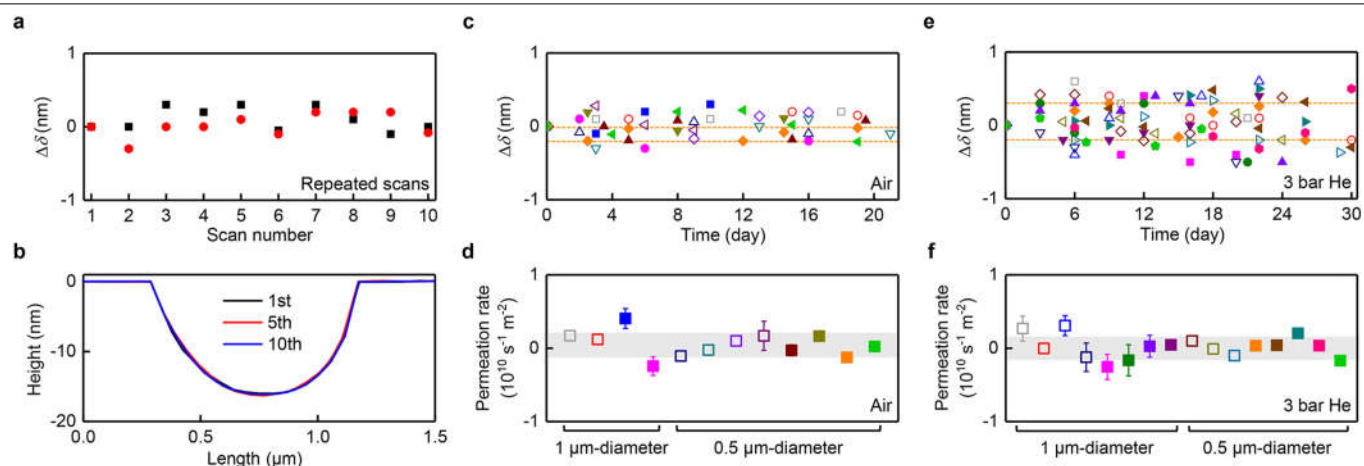 a
1
0
-1
Δδ (nm)
Repeated scans
1 2 3 4 5 6 7 8 9 10
Scan number
b
0
-10
-20
Height (nm)
1st
5th
10th
0.0 0.5 1.0 1.5
Length (μm)
c
1
0
-1
Δδ (nm)
Air
0 4 8 12 16 20
Time (day)
d
1
0
-1
Permeation rate
(10¹⁰ s⁻¹ m⁻²)
Air
1 μm-diameter 0.5 μm-diameter
e
1
0
-1
Δδ (nm)
3 bar He
0 6 12 18 24 30
Time (day)
f
1
0
-1
Permeation rate
(10¹⁰ s⁻¹ m⁻²)
3 bar He
1 μm-diameter 0.5 μm-diameter